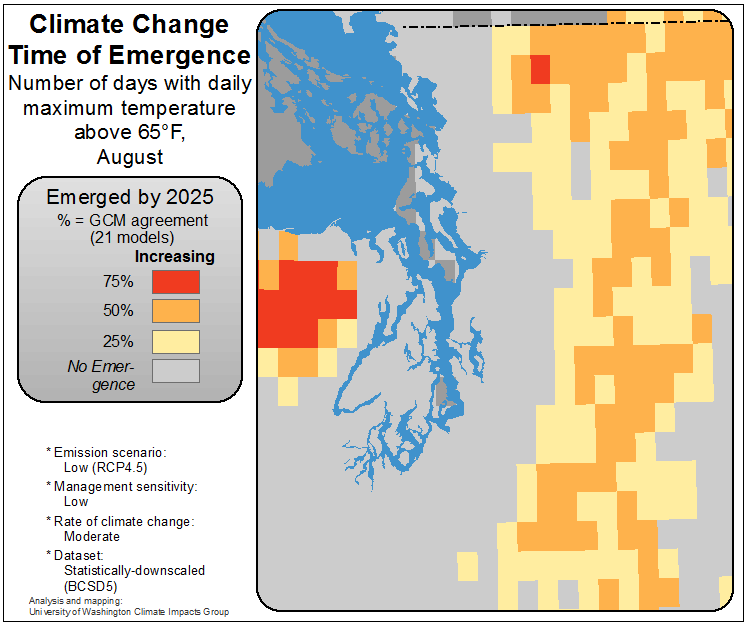 Climate Change
Time of Emergence
Number of days with daily
maximum temperature
above 65°F,
August
Emerged by 2025
% = GCM agreement
(21 models)
Increasing
75%
50%
25%
No Emer-
gence
* Emission scenario:
Low (RCP4.5)
* Management sensitivity:
Low
* Rate of climate change:
Moderate
* Dataset:
Statistically-downscaled
(BCSD5)
Analysis and mapping:
University of Washington Climate Impacts Group